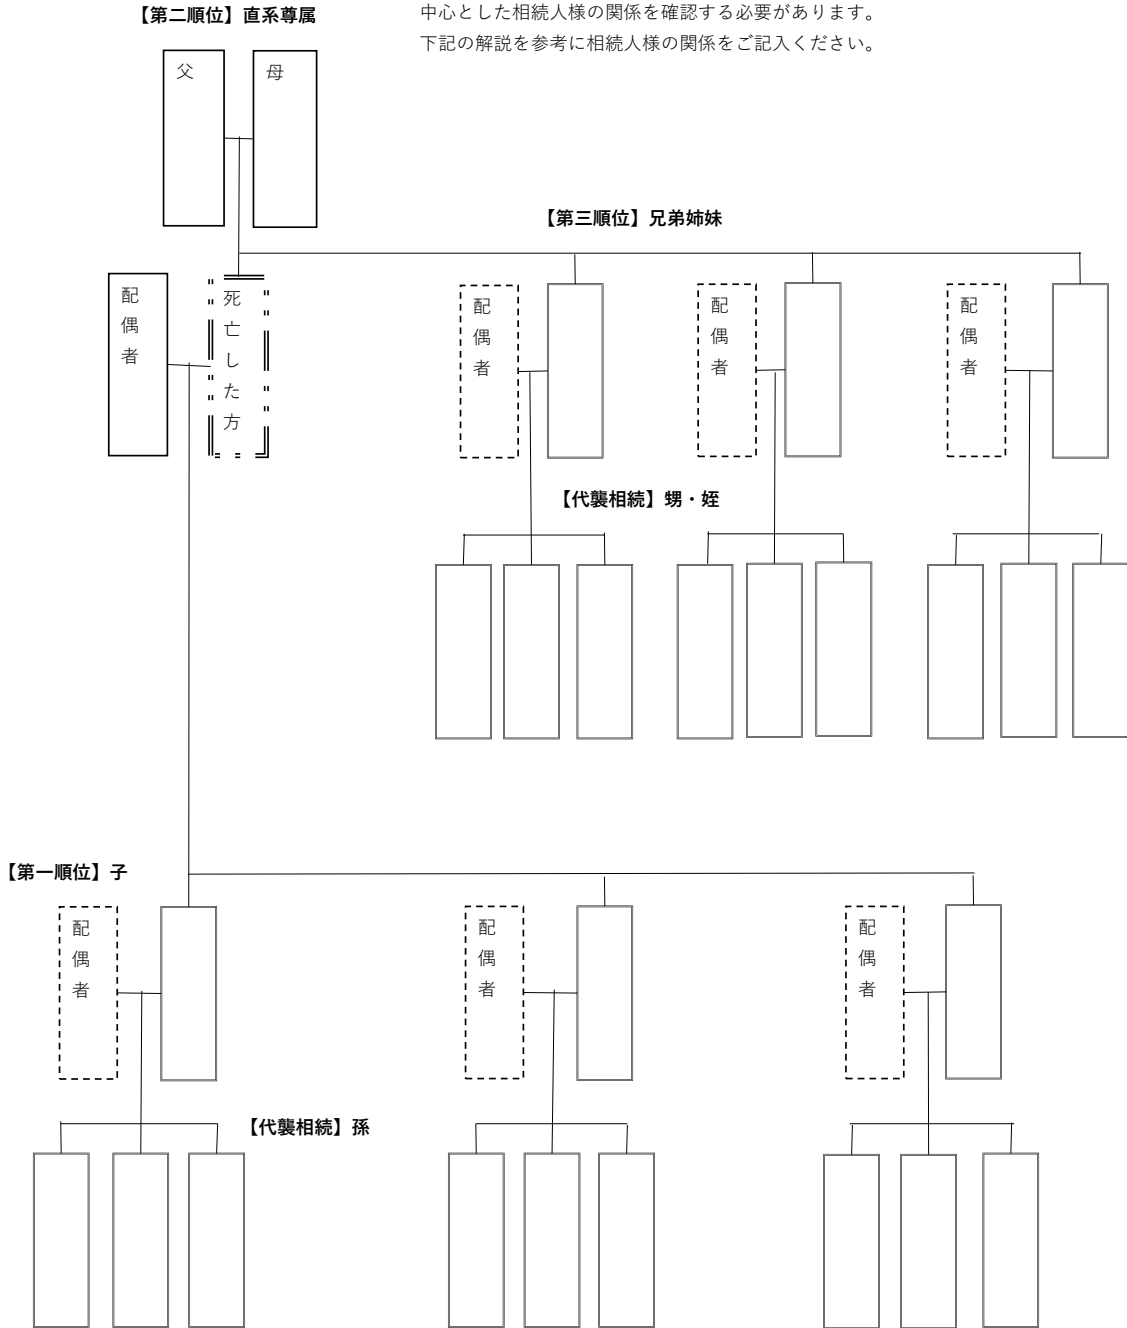 【第二順位】直系尊属
中心とした相続人様の関係を確認する必要があります。
下記の解説を参考に相続人様の関係をご記入ください。
父
母
【第三順位】兄弟姉妹
配偶者
死亡した方
配偶者
配偶者
配偶者
【代襲相続】甥・姪
【第一順位】子
配偶者
配偶者
配偶者
【代襲相続】孫